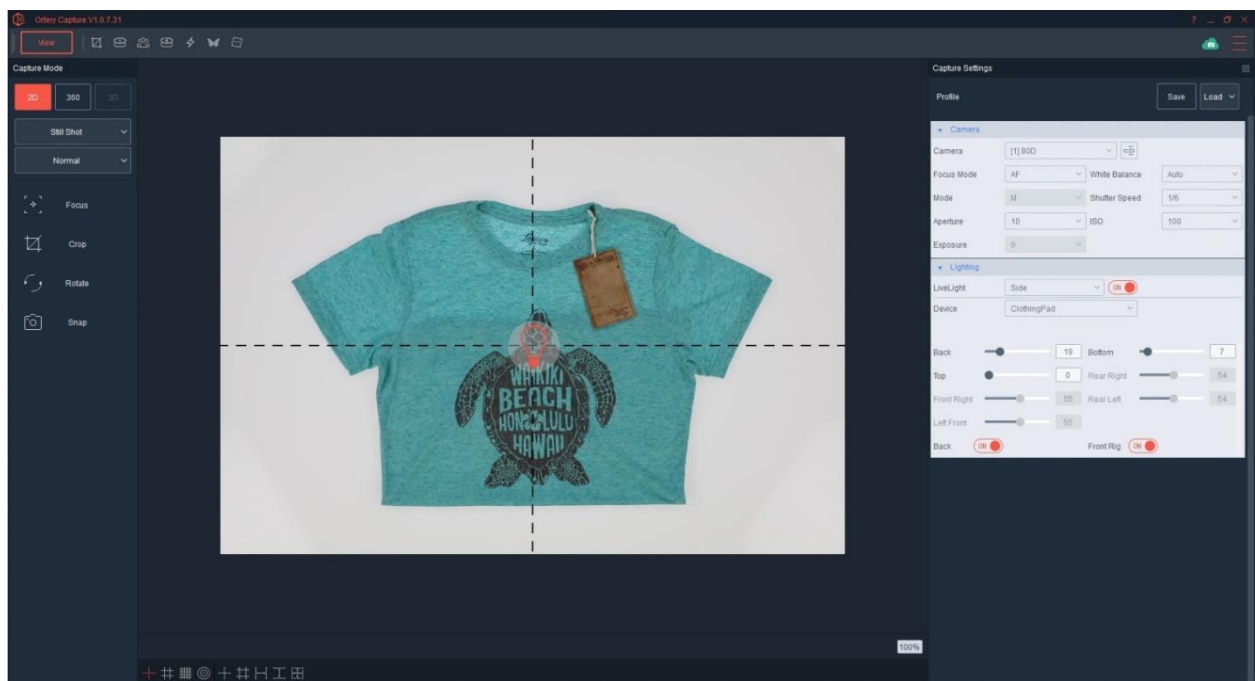 Ortery Capture V1.0.7.31
? 
View
Capture Mode
2D 360 3D
Still Shot
Normal
Focus
Crop
Rotate
Snap
WAIKIKI
BEACH
HONOLULU
HAWAII
100%
Capture Settings
Profile Save Load
Camera
Camera [1] 80D
Focus Mode AF White Balance Auto
Mode M Shutter Speed 1/6
Aperture 10 ISO 100
Exposure 0
Lighting
LiveLight Side ON
Device ClothingPad
Back 19 Bottom 7
Top 0 Rear Right 54
Front Right 55 Rear Left 54
Left Front 55
Back ON Front Rig ON